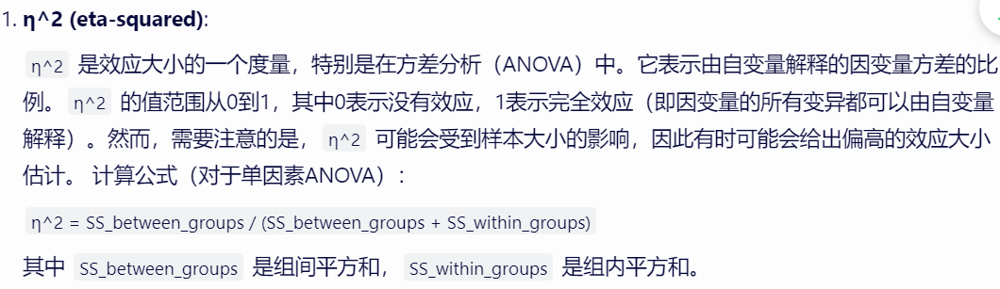 1. η^2 (eta-squared):
η^2 是效应大小的一个度量，特别是在方差分析（ANOVA）中。它表示由自变量解释的因变量方差的比
例。 η^2 的值范围从0到1，其中0表示没有效应，1表示完全效应（即因变量的所有变异都可以由自变量
解释）。然而，需要注意的是， η^2 可能会受到样本大小的影响，因此有时可能会给出偏高的效应大小
估计。 计算公式（对于单因素ANOVA）：
η^2 = SS_between_groups / (SS_between_groups + SS_within_groups)
其中 SS_between_groups 是组间平方和， SS_within_groups 是组内平方和。